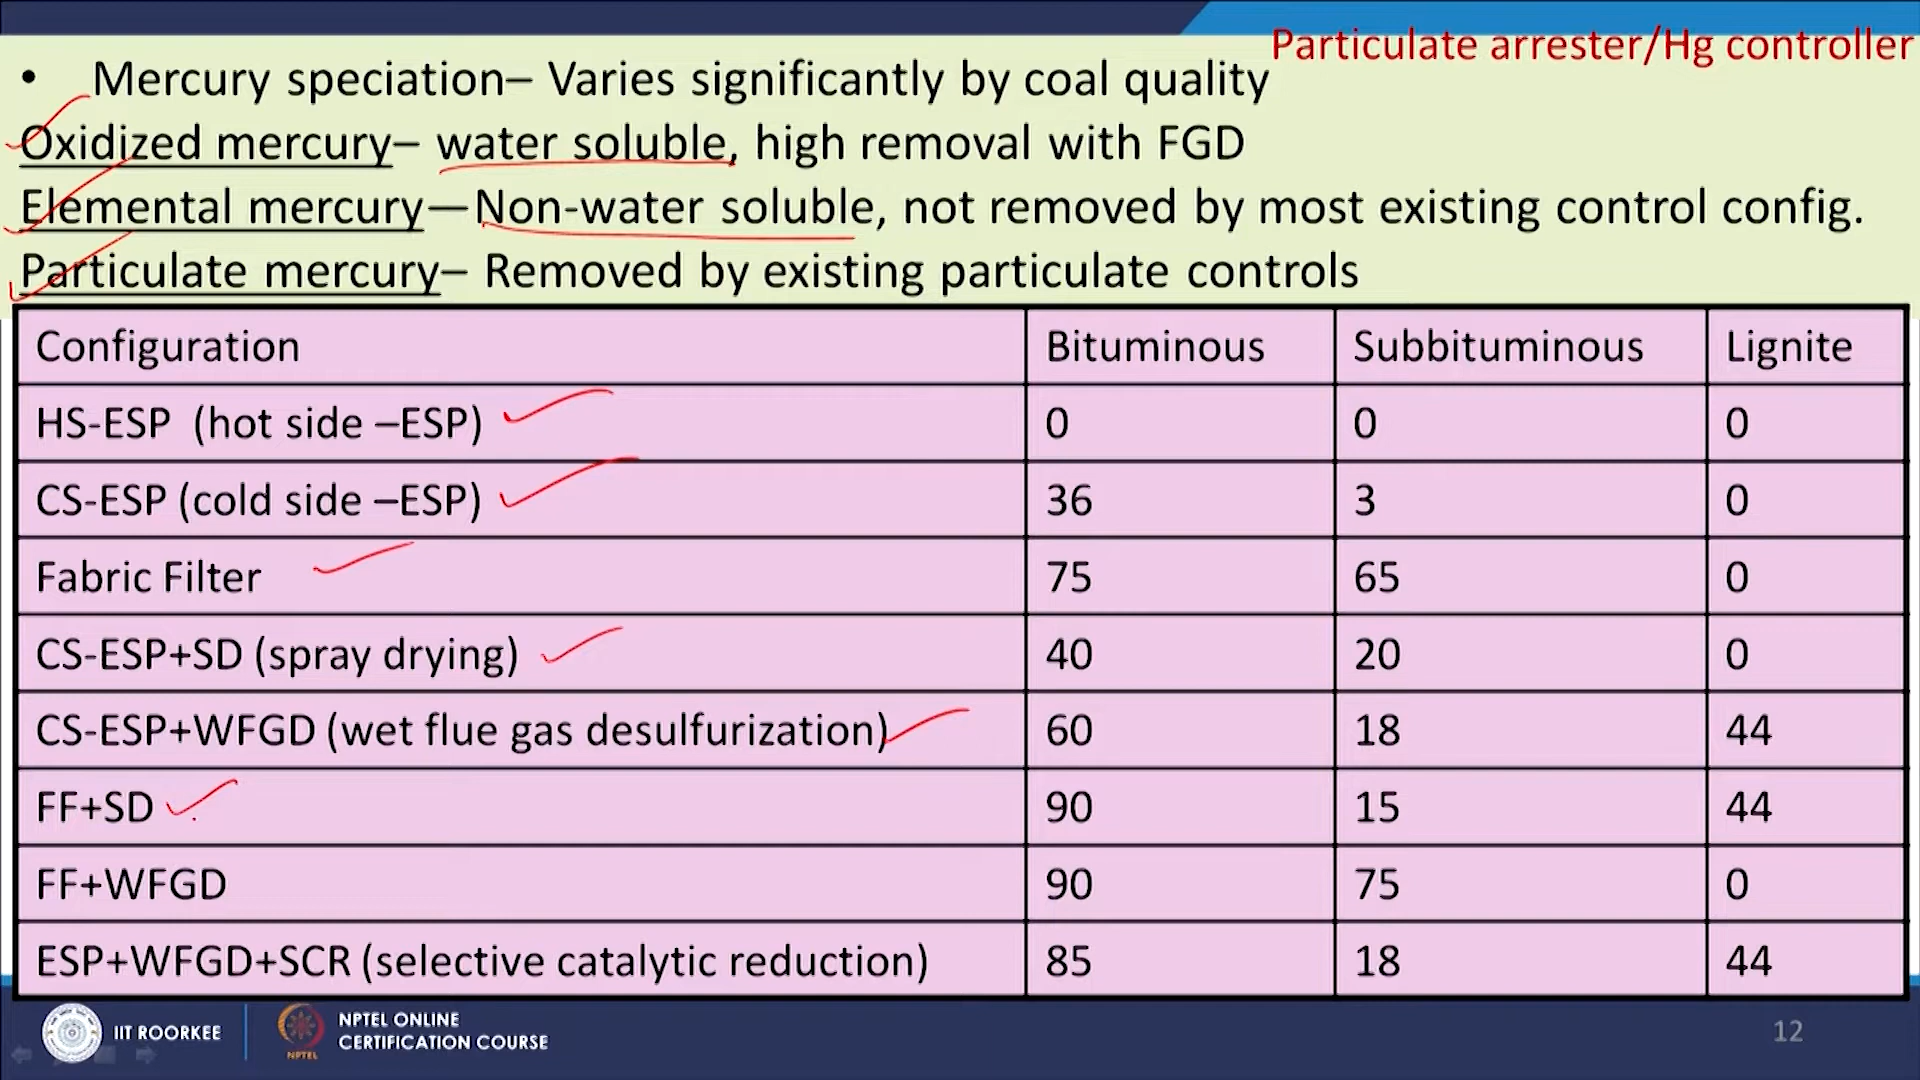 Particulate arrester/Hg controller
• Mercury speciation– Varies significantly by coal quality
Oxidized mercury– water soluble, high removal with FGD
Elemental mercury—Non-water soluble, not removed by most existing control config.
Particulate mercury– Removed by existing particulate controls
Configuration Bituminous Subbituminous Lignite
HS-ESP (hot side –ESP) 0 0 0
CS-ESP (cold side –ESP) 36 3 0
Fabric Filter 75 65 0
CS-ESP+SD (spray drying) 40 20 0
CS-ESP+WFGD (wet flue gas desulfurization) 60 18 44
FF+SD 90 15 44
FF+WFGD 90 75 0
ESP+WFGD+SCR (selective catalytic reduction) 85 18 44
IIT ROORKEE
NPTEL
NPTEL ONLINE
CERTIFICATION COURSE
12